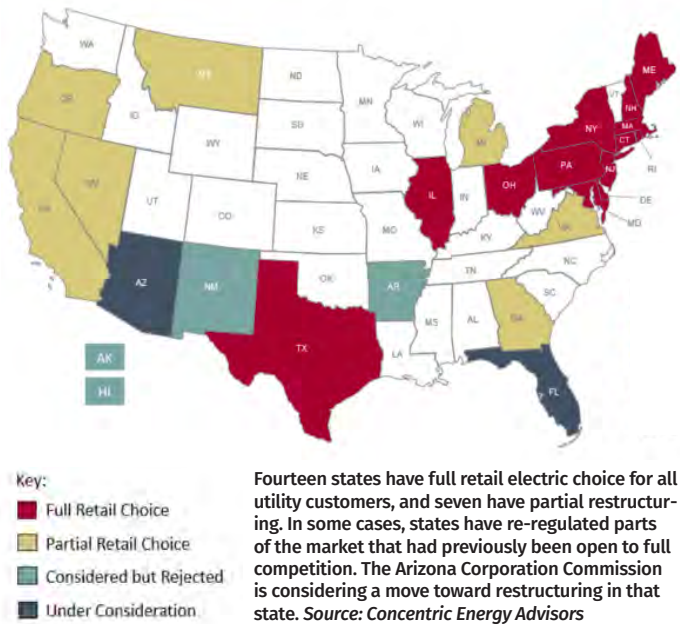 WA
MT
ND
MN
ME
OR
ID
SD
WI
VT
NH
NY
MA
CT
RI
WY
MI
IA
PA
NJ
NV
NE
IL
IN
OH
DE
CA
UT
CO
WV
MD
KS
MO
KY
VA
AZ
NM
OK
AR
TN
NC
SC
TX
MS
AL
GA
LA
FL
AK
HI
Key:
Full Retail Choice
Partial Retail Choice
Considered but Rejected
Under Consideration
Fourteen states have full retail electric choice for all
utility customers, and seven have partial restructur-
ing. In some cases, states have re-regulated parts
of the market that had previously been open to full
competition. The Arizona Corporation Commission
is considering a move toward restructuring in that
state. Source: Concentric Energy Advisors